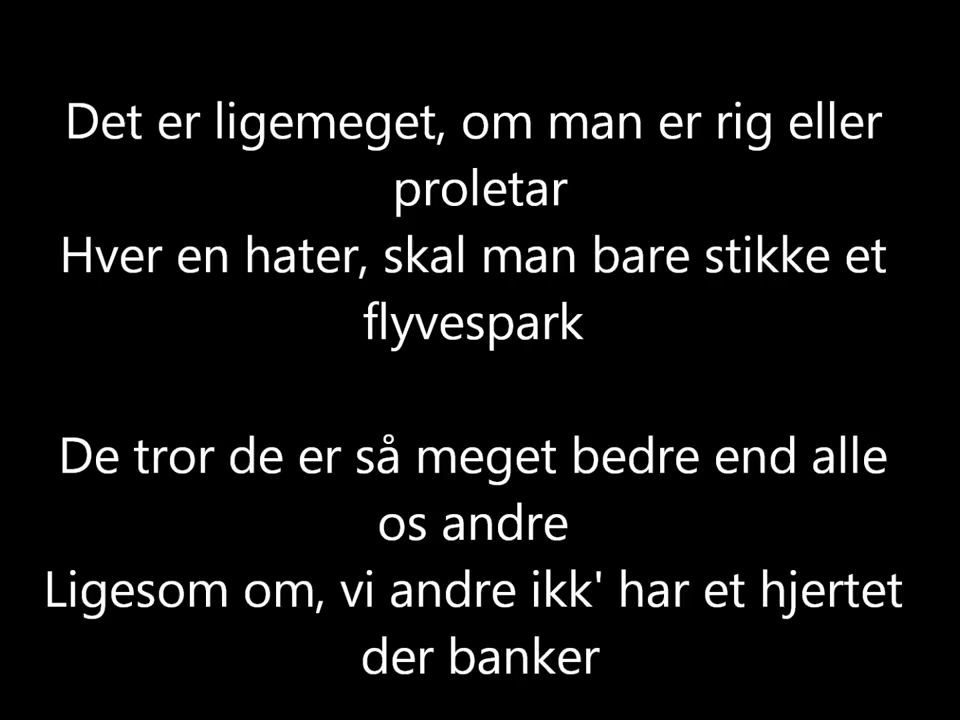 Det er ligemeget, om man er rig eller
proletar
Hver en hater, skal man bare stikke et
flyvespark
De tror de er så meget bedre end alle
os andre
Ligesom om, vi andre ikk' har et hjertet
der banker